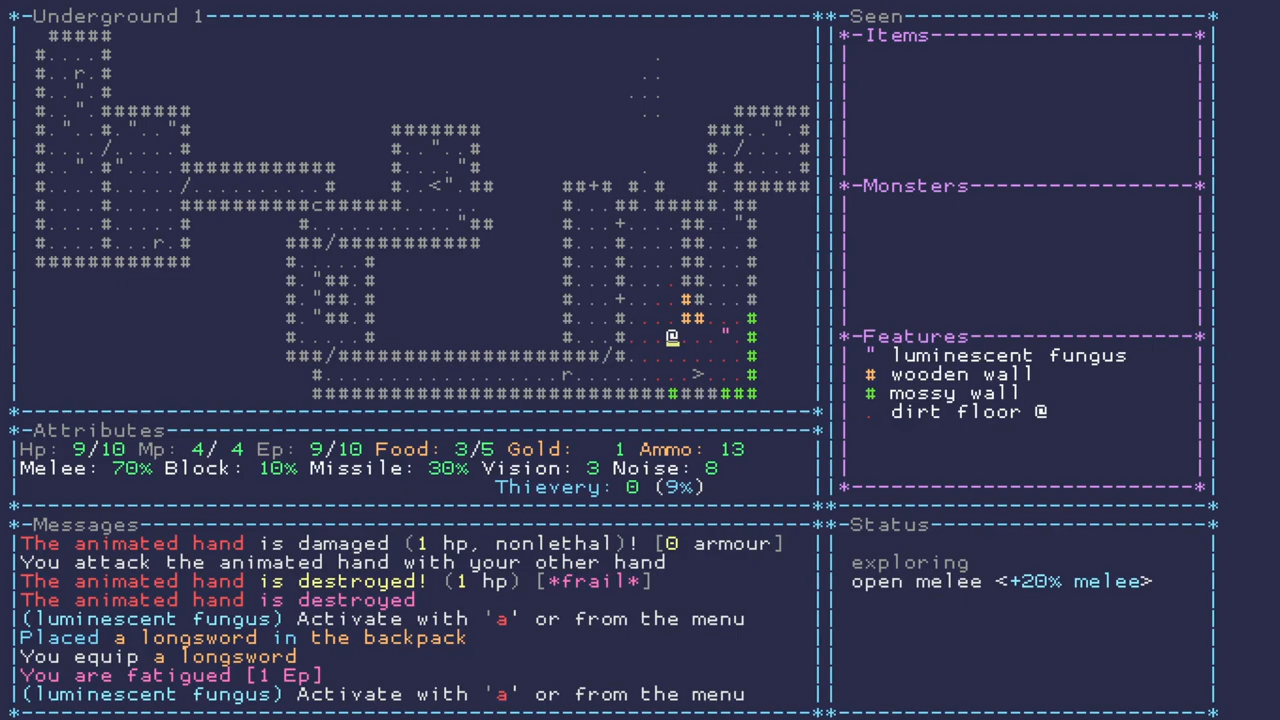 Underground 1
Seen
Items
Monsters
Features
" luminescent fungus
# wooden wall
# mossy wall
. dirt floor @
Attributes
Hp: 9/10 Mp: 4/ 4 Ep: 9/10 Food: 3/5 Gold: 1 Ammo: 13
Melee: 70% Block: 10% Missile: 30% Vision: 3 Noise: 8
Thievery: 0 (9%)
Messages
The animated hand is damaged (1 hp, nonlethal)! [0 armour]
You attack the animated hand with your other hand
The animated hand is destroyed! (1 hp) [*frail*]
The animated hand is destroyed
(luminescent fungus) Activate with 'a' or from the menu
Placed a longsword in the backpack
You equip a longsword
You are fatigued [1 Ep]
(luminescent fungus) Activate with 'a' or from the menu
Status
exploring
open melee <+20% melee>